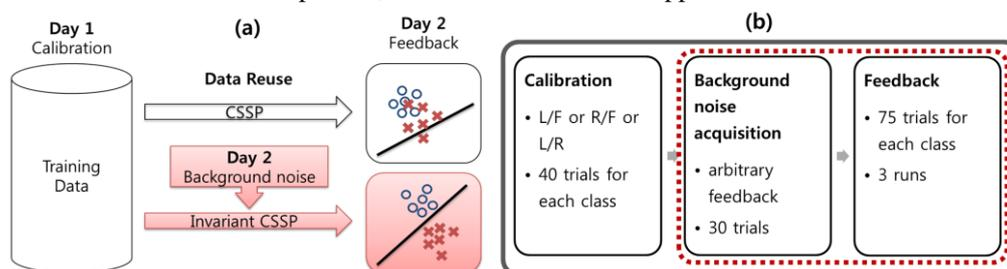 (a)
Day 1
Calibration
Training
Data
Data Reuse
CSSP
Day 2
Background noise
Invariant CSSP
Day 2
Feedback
(b)
Calibration
• L/F or R/F or
L/R
• 40 trials for
each class
Background
noise
acquisition
• arbitrary
feedback
• 30 trials
Feedback
• 75 trials for
each class
• 3 runs